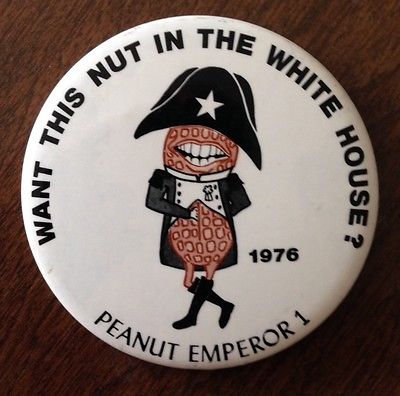 WANT THIS NUT IN THE WHITE HOUSE?
1976
PEANUT EMPEROR 1